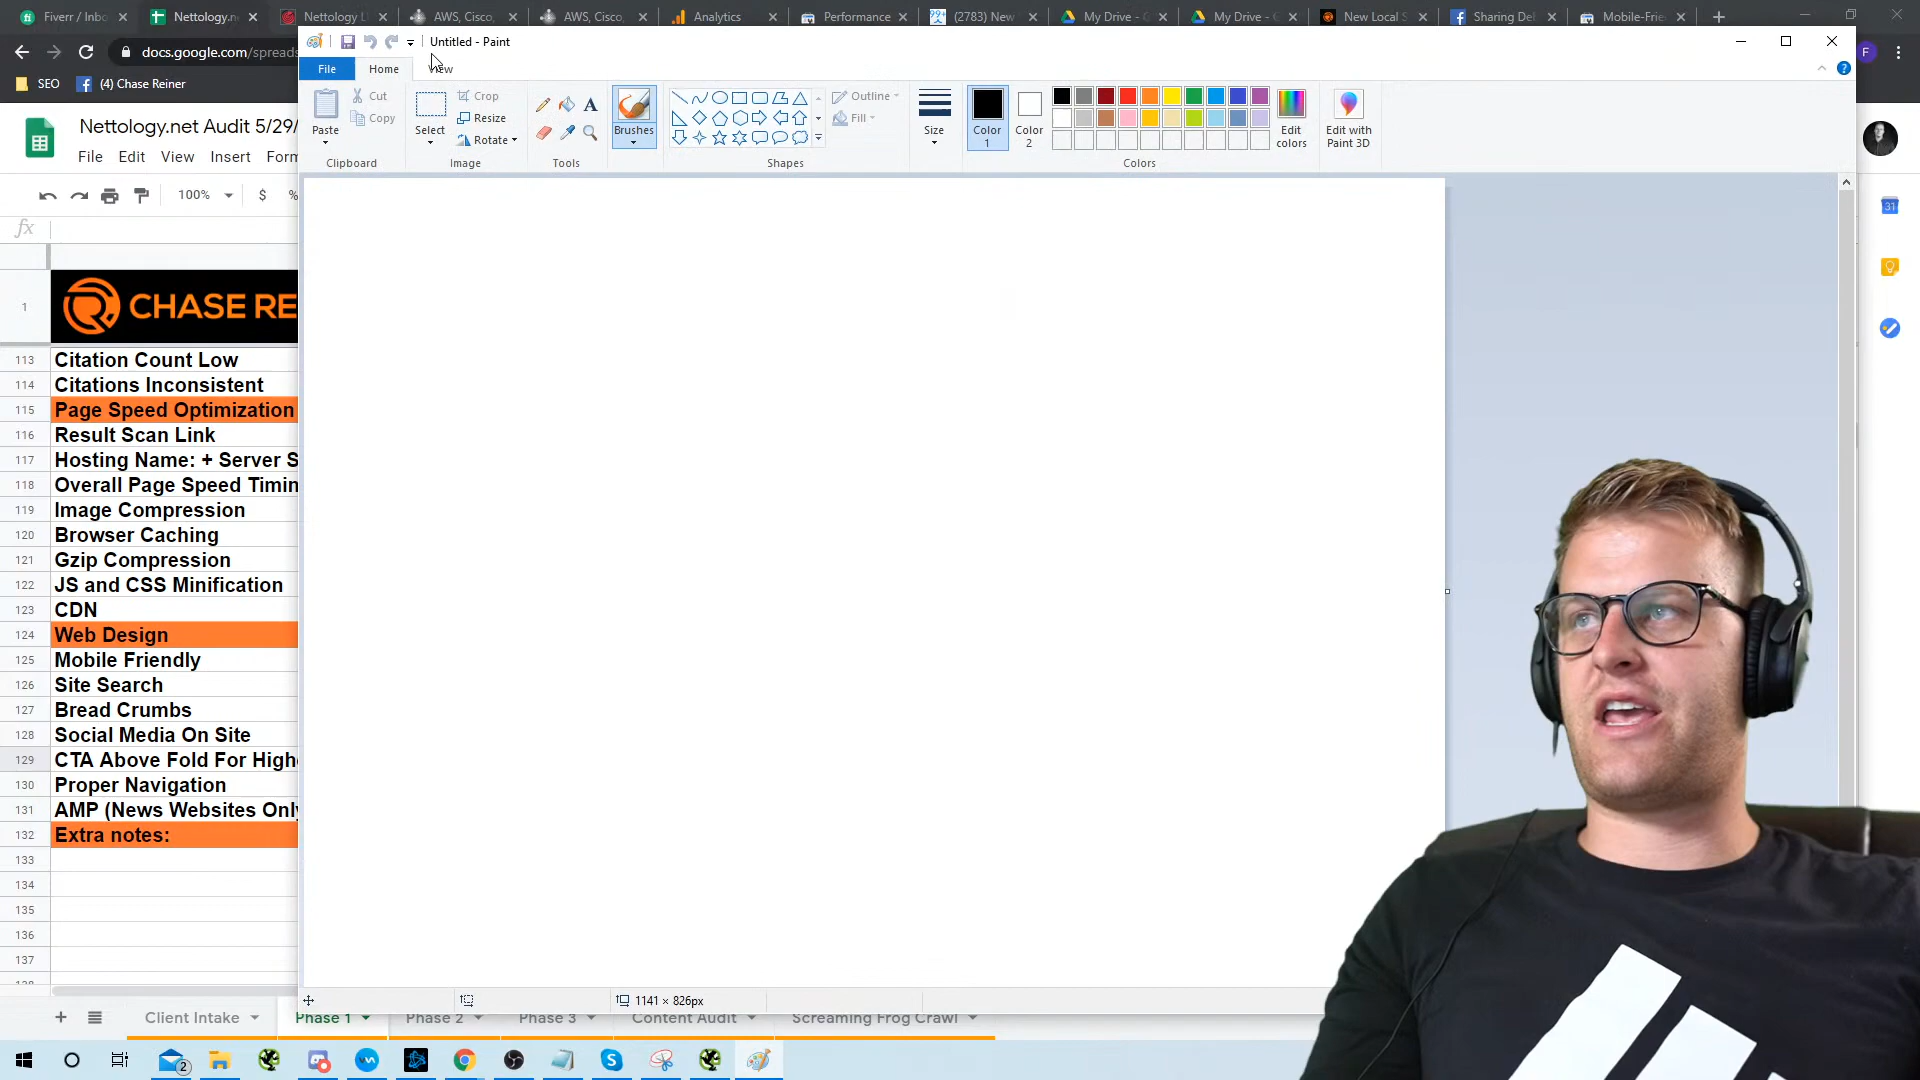 Fiverr / Inbo
Nettology.n
Nettology L
AWS, Cisco,
AWS, Cisco,
Analytics
Performance
(2783) New
My Drive - G
My Drive - G
New Local S
Sharing Del
Mobile-Frie
docs.google.com/spreads
F
SEO
(4) Chase Reiner
Untitled - Paint
File
Home
View
Paste
Cut
Copy
Clipboard
Select
Crop
Resize
Rotate
Image
Tools
Brushes
Shapes
Outline
Fill
Size
Color
1
Color
2
Colors
Edit
colors
Edit with
Paint 3D
Nettology.net Audit 5/29/
File
Edit
View
Insert
Form
100%
$
%
fx
31
1
CHASE RE
113 Citation Count Low
114 Citations Inconsistent
115 Page Speed Optimization
116 Result Scan Link
117 Hosting Name: + Server S
118 Overall Page Speed Timin
119 Image Compression
120 Browser Caching
121 Gzip Compression
122 JS and CSS Minification
123 CDN
124 Web Design
125 Mobile Friendly
126 Site Search
127 Bread Crumbs
128 Social Media On Site
129 CTA Above Fold For High
130 Proper Navigation
131 AMP (News Websites Only
132 Extra notes:
133
134
135
136
137
1141 × 826px
Client Intake
Phase 1
Phase 2
Phase 3
Content Audit
Screaming Frog Crawl
2